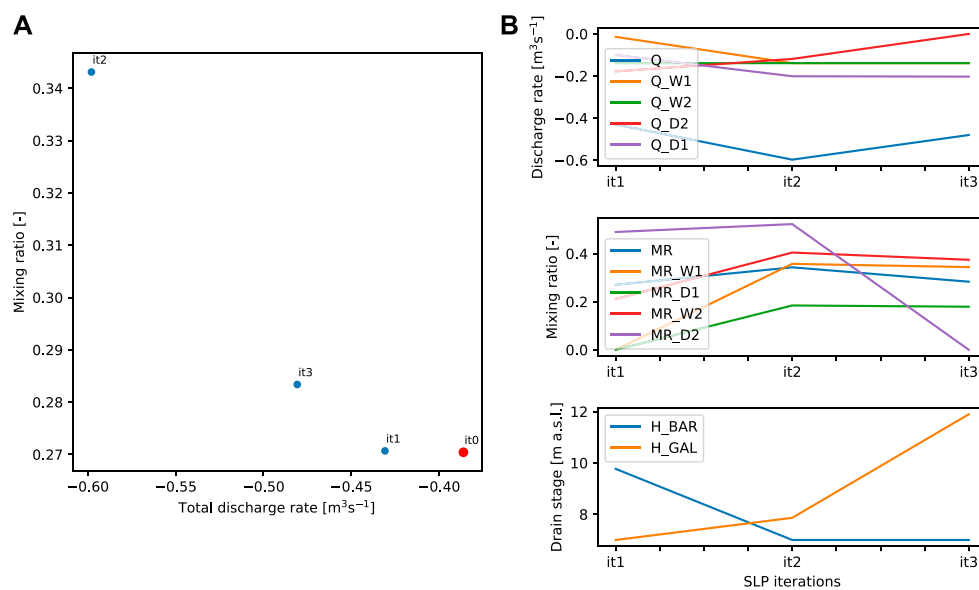 A
it2
0.34
0.33
0.32
0.31
0.30
0.29
0.28
0.27
Mixing ratio [-]
it3
it1
it0
−0.60
−0.55
−0.50
−0.45
−0.40
Total discharge rate [m³s⁻¹]
B
0.0
−0.2
−0.4
−0.6
Discharge rate [m³s⁻¹]
Q
Q_W1
Q_W2
Q_D2
Q_D1
it1
it2
it3
0.4
0.2
0.0
Mixing ratio [-]
MR
MR_W1
MR_D1
MR_W2
MR_D2
it1
it2
it3
12
10
8
Drain stage [m a.s.l.]
H_BAR
H_GAL
it1
it2
it3
SLP iterations